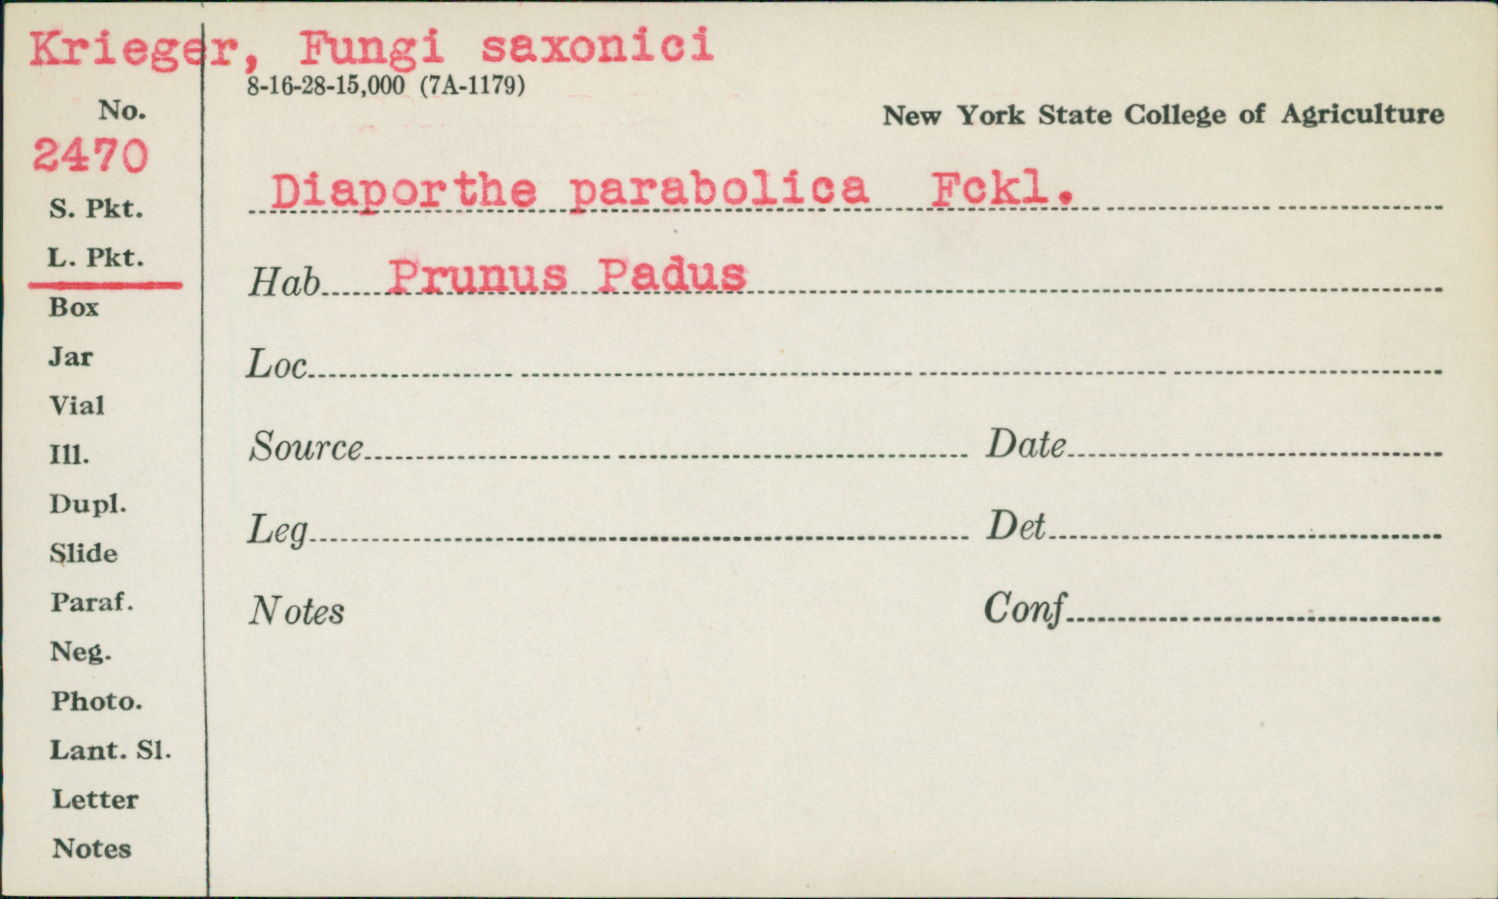 Krieger, Fungi saxonici
8-16-28-15,000 (7A-1179)
No.
New York State College of Agriculture
2470
Diaporthe parabolica Fckl.
S. Pkt.
L. Pkt.
Hab Prunus Padus
Box
Jar
Loc
Vial
Ill.
Source Date
Dupl.
Leg Det
Slide
Paraf.
Notes Conf
Neg.
Photo.
Lant. Sl.
Letter
Notes